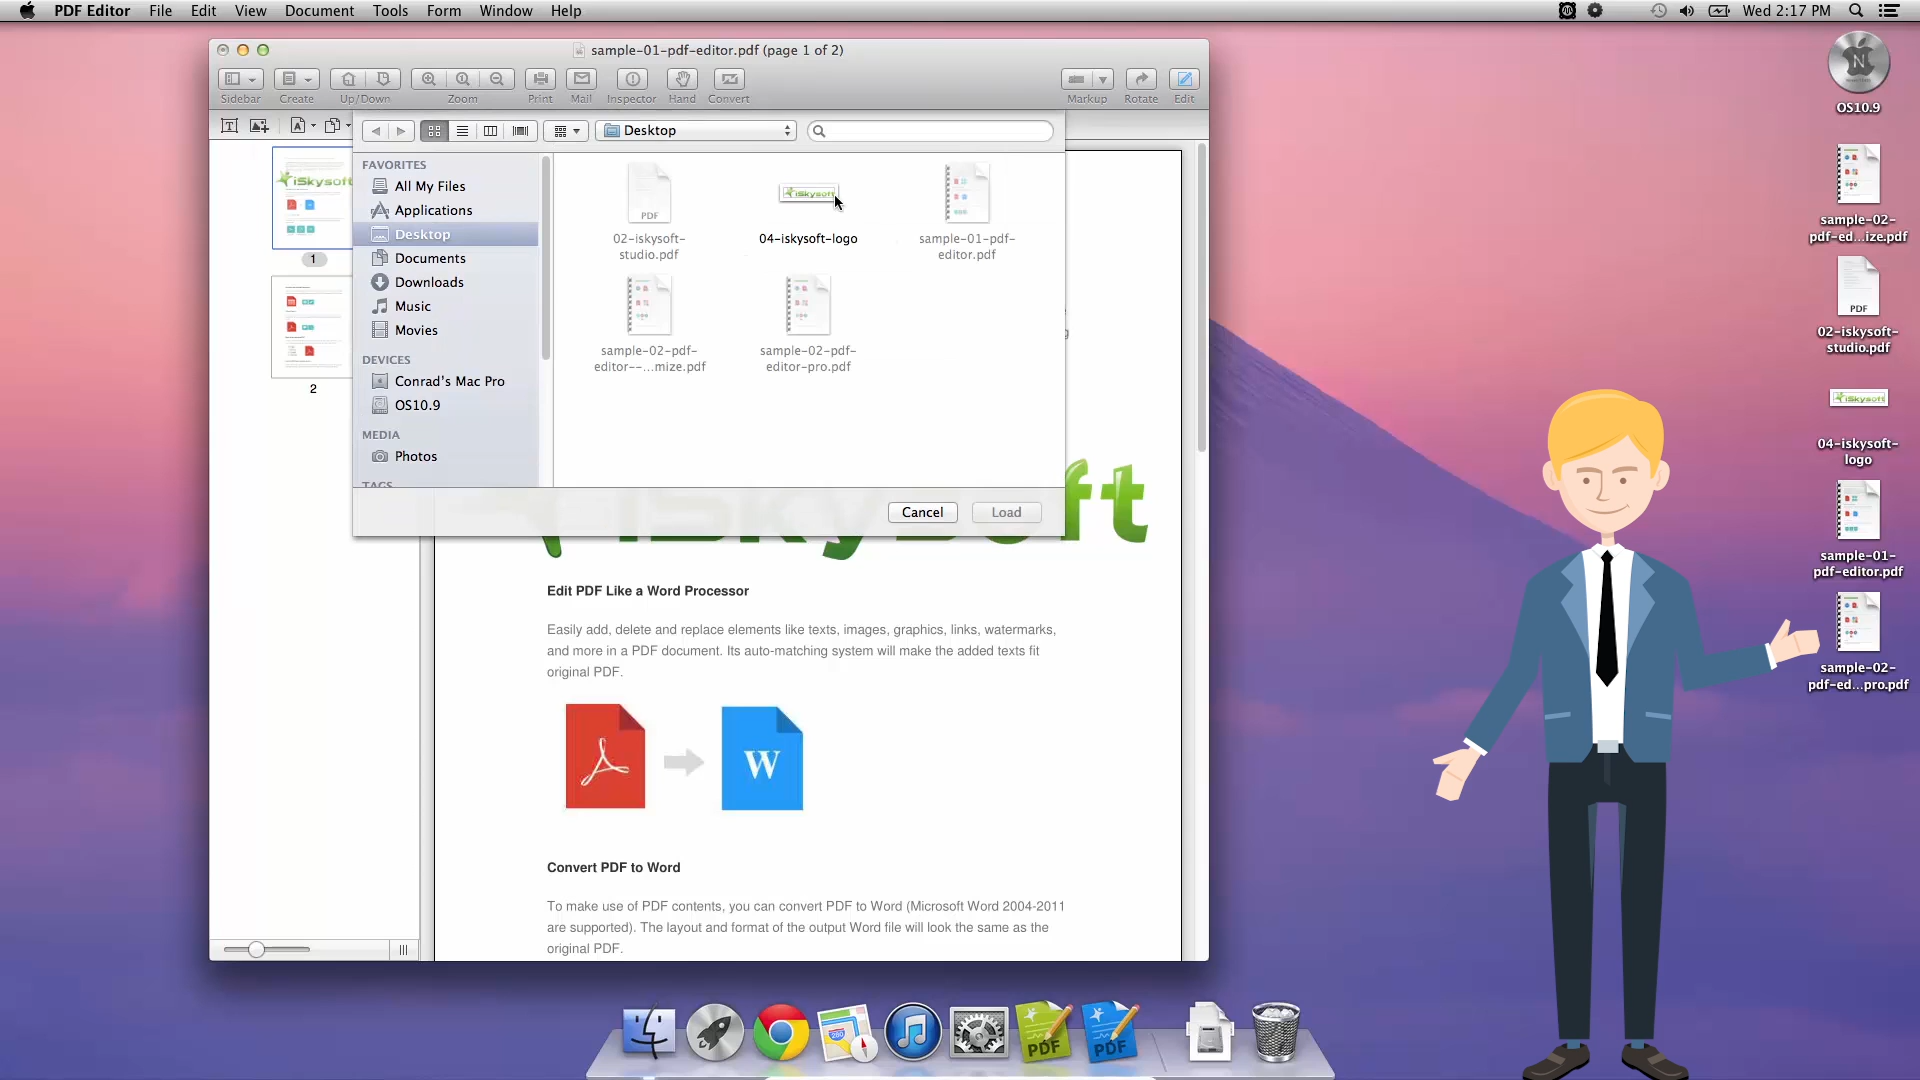 PDF Editor File Edit View Document Tools Form Window Help
Wed 2:17 PM
sample-01-pdf-editor.pdf (page 1 of 2)
Sidebar Create Up/Down Zoom Print Mail Inspector Hand Convert
Markup Rotate Edit
Desktop
FAVORITES
All My Files
Applications
Desktop
Documents
Downloads
Music
Movies
DEVICES
Conrad's Mac Pro
OS10.9
MEDIA
Photos
TAGS
PDF
02-iskysoft-
studio.pdf
iSkysoft
04-iskysoft-logo
sample-01-pdf-
editor.pdf
sample-02-pdf-
editor--...mize.pdf
sample-02-pdf-
editor-pro.pdf
Cancel Load
iSkysoft
1
2
iSkysoft
Edit PDF Like a Word Processor
Easily add, delete and replace elements like texts, images, graphics, links, watermarks,
and more in a PDF document. Its auto-matching system will make the added texts fit
original PDF.
W
Convert PDF to Word
To make use of PDF contents, you can convert PDF to Word (Microsoft Word 2004-2011
are supported). The layout and format of the output Word file will look the same as the
original PDF.
N
OS10.9
sample-02-
pdf-ed...ize.pdf
PDF
02-iskysoft-
studio.pdf
iSkysoft
04-iskysoft-
logo
sample-01-
pdf-editor.pdf
sample-02-
pdf-ed...pro.pdf
PDF
PDF